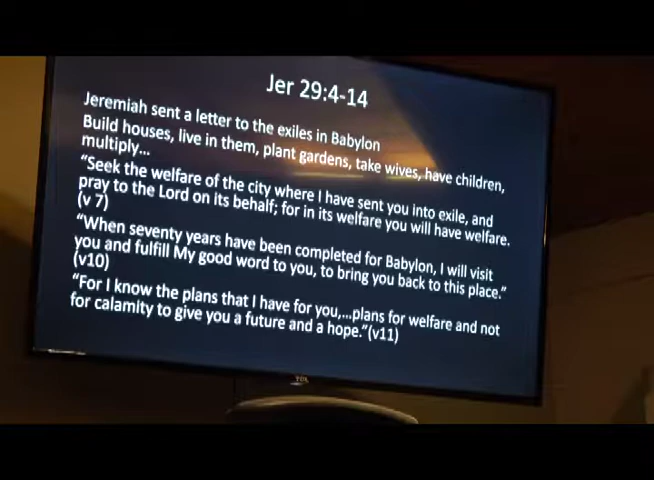 Jer 29:4-14
Jeremiah sent a letter to the exiles in Babylon
Build houses, live in them, plant gardens, take wives, have children,
multiply...
“Seek the welfare of the city where I have sent you into exile, and
pray to the Lord on its behalf; for in its welfare you will have welfare.
(v 7)
“When seventy years have been completed for Babylon, I will visit
you and fulfill My good word to you, to bring you back to this place.”
(v10)
“For I know the plans that I have for you,...plans for welfare and not
for calamity to give you a future and a hope.”(v11)
TCL